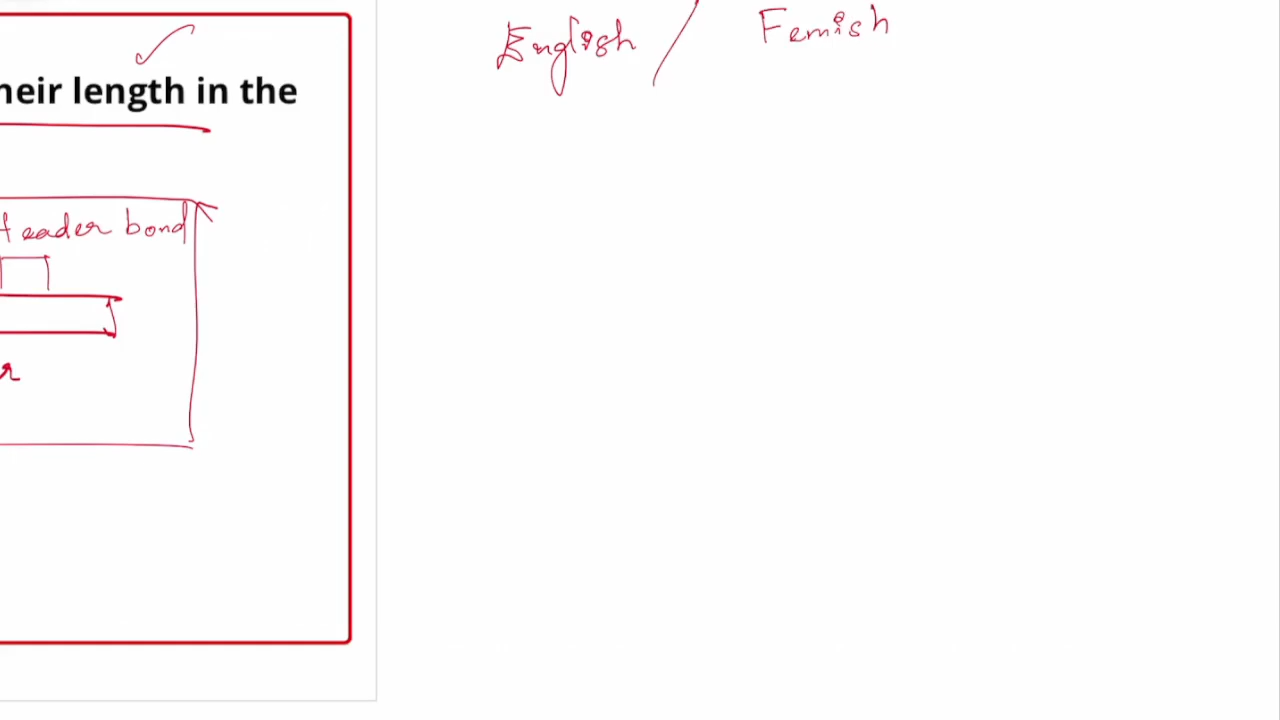 English / Femish
heir length in the
eader bond
r